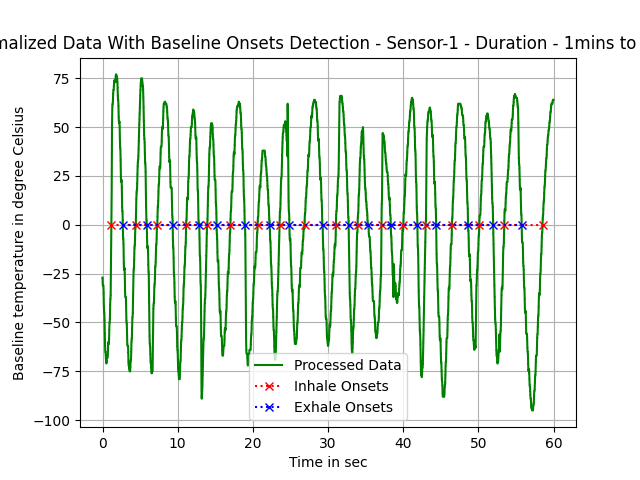 malized Data With Baseline Onsets Detection - Sensor-1 - Duration - 1mins to
Baseline temperature in degree Celsius
75
50
25
0
−25
−50
−75
−100
Processed Data
Inhale Onsets
Exhale Onsets
0 10 20 30 40 50 60
Time in sec